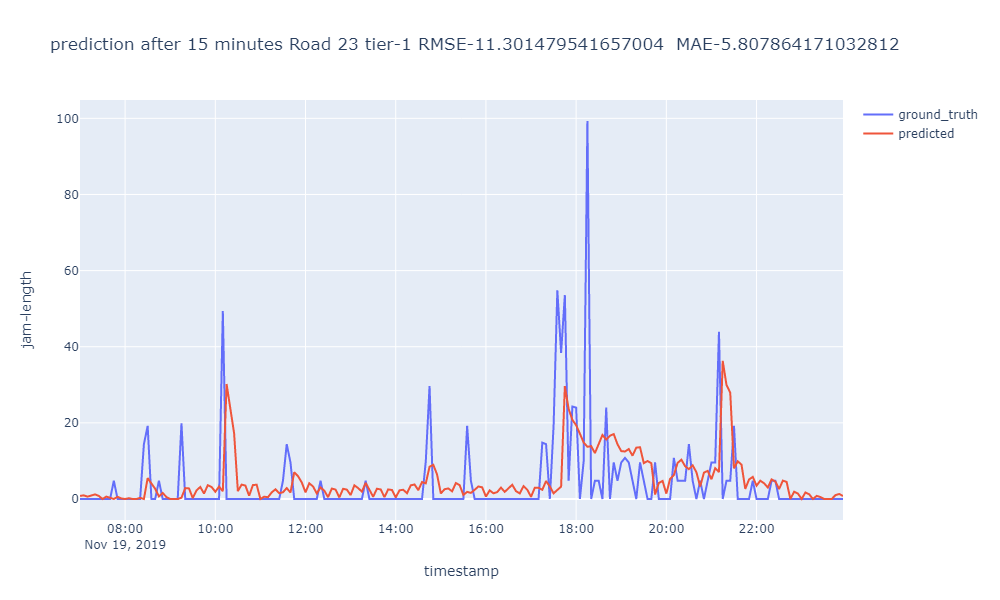 prediction after 15 minutes Road 23 tier-1 RMSE-11.301479541657004  MAE-5.807864171032812
ground_truth
predicted
100
80
60
40
20
0
jam-length
08:00 10:00 12:00 14:00 16:00 18:00 20:00 22:00
Nov 19, 2019
timestamp